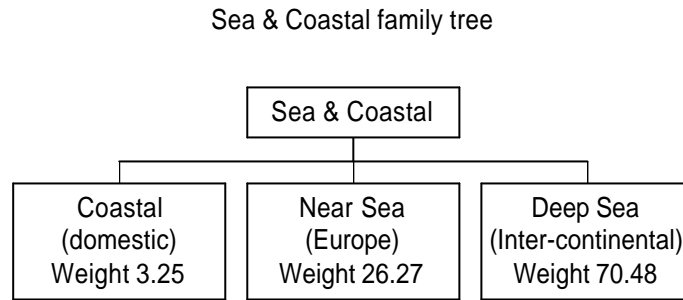 Sea & Coastal family tree
Sea & Coastal
Coastal
(domestic)
Weight 3.25
Near Sea
(Europe)
Weight 26.27
Deep Sea
(Inter-continental)
Weight 70.48